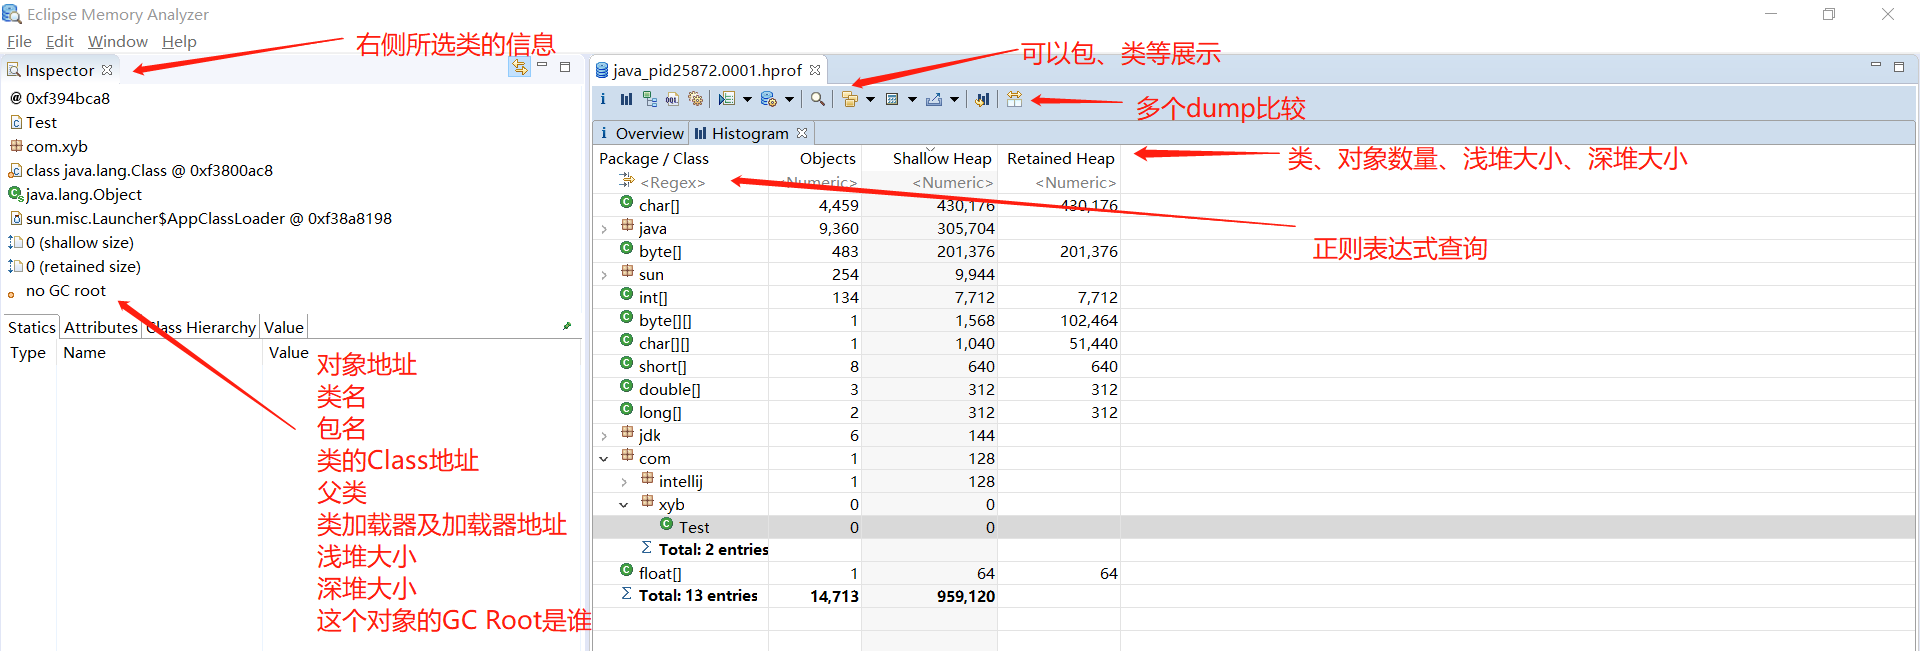 Eclipse Memory Analyzer
File Edit Window Help
右侧所选类的信息
Inspector
@ 0xf394bca8
Test
com.xyb
class java.lang.Class @ 0xf3800ac8
java.lang.Object
sun.misc.Launcher$AppClassLoader @ 0xf38a8198
0 (shallow size)
0 (retained size)
no GC root
Statics Attributes Class Hierarchy Value
Type Name Value
对象地址
类名
包名
类的Class地址
父类
类加载器及加载器地址
浅堆大小
深堆大小
这个对象的GC Root是谁
java_pid25872.0001.hprof
可以包、类等展示
多个dump比较
i Overview Histogram
Package / Class Objects Shallow Heap Retained Heap
类、对象数量、浅堆大小、深堆大小
<Regex> <Numeric> <Numeric> <Numeric>
正则表达式查询
char[] 4,459 430,176 430,176
java 9,360 305,704
byte[] 483 201,376 201,376
sun 254 9,944
int[] 134 7,712 7,712
byte[][] 1 1,568 102,464
char[][] 1 1,040 51,440
short[] 8 640 640
double[] 3 312 312
long[] 2 312 312
jdk 6 144
com 1 128
intellij 1 128
xyb 0 0
Test 0 0
Σ Total: 2 entries
float[] 1 64 64
Σ Total: 13 entries 14,713 959,120